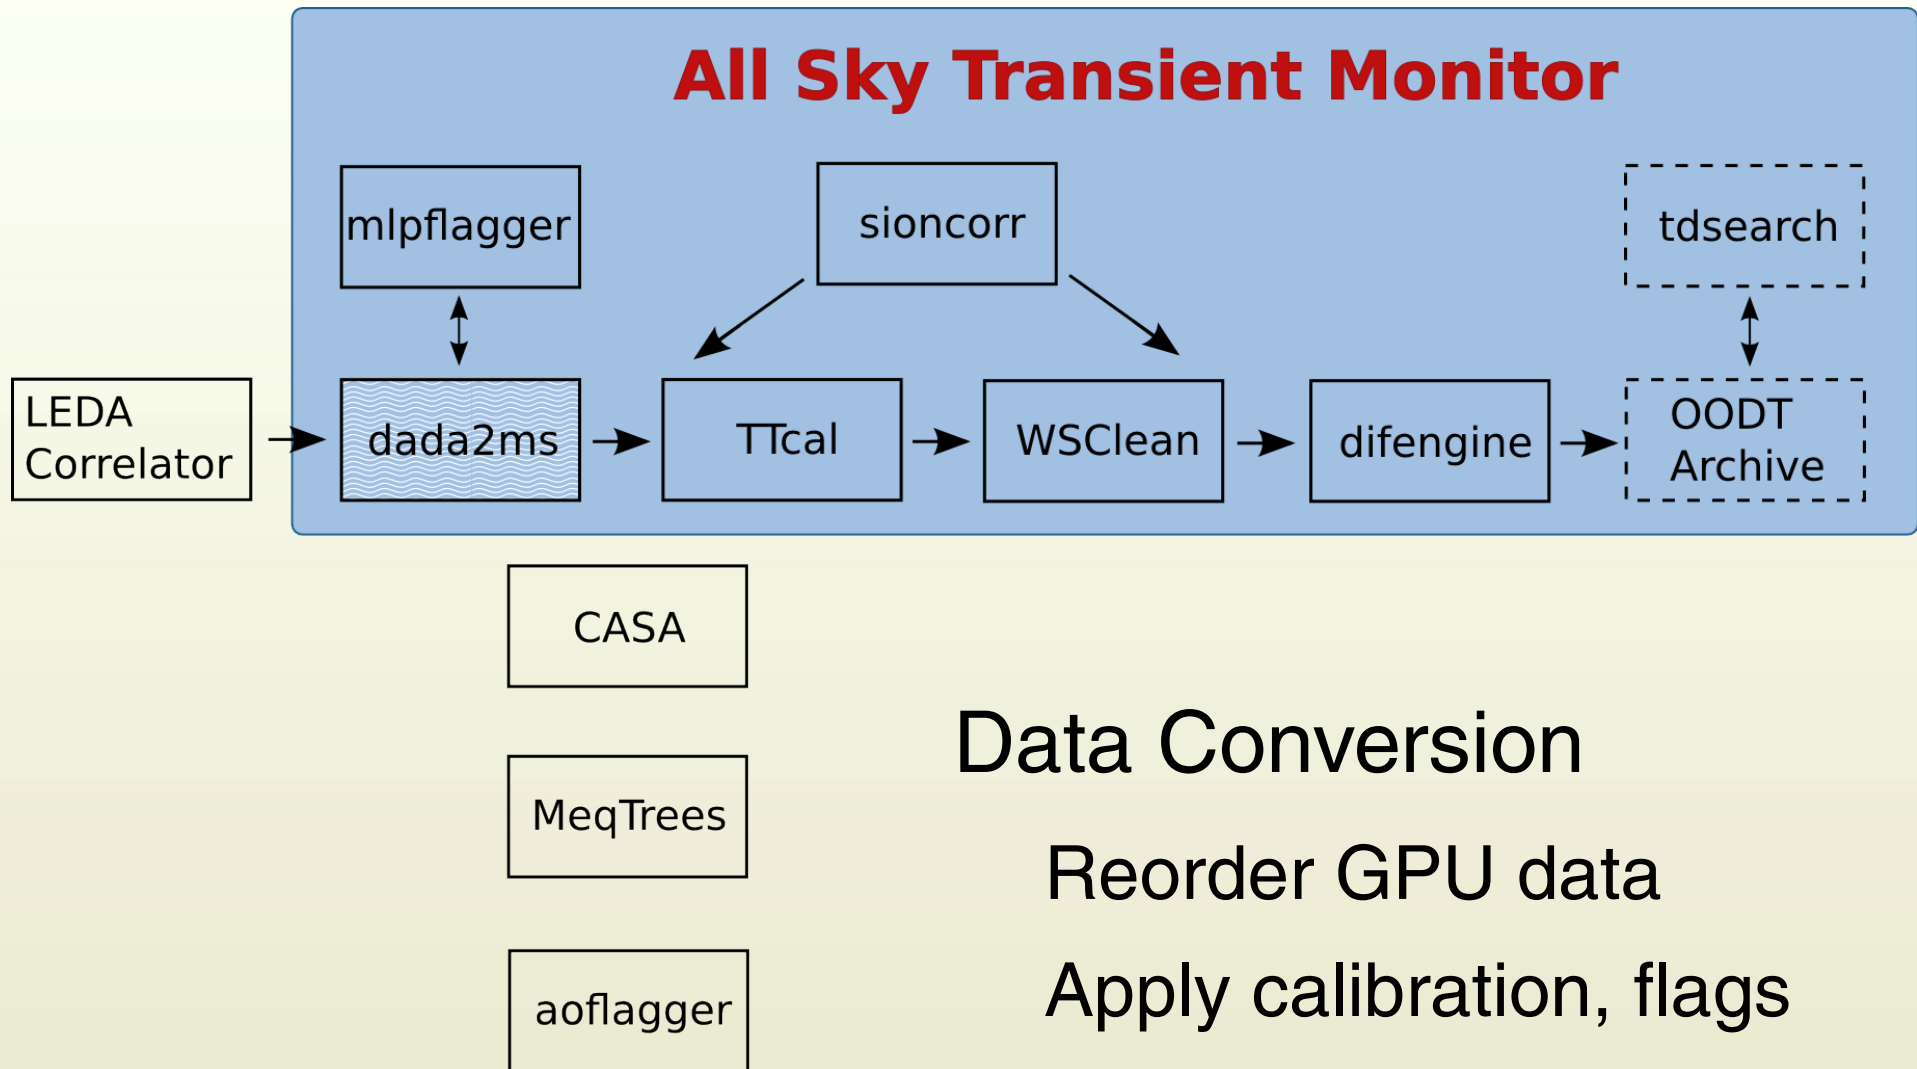 All Sky Transient Monitor
mlpflagger
sioncorr
tdsearch
LEDA
Correlator
dada2ms
TTcal
WSClean
difengine
OODT
Archive
CASA
MeqTrees
aoflagger
Data Conversion
Reorder GPU data
Apply calibration, flags